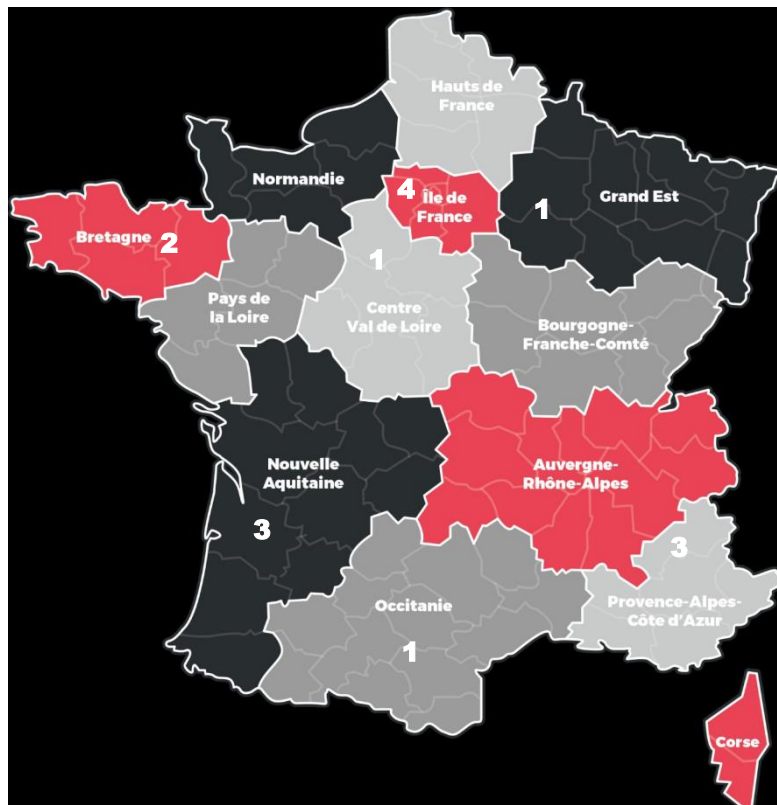 Hauts de
France
Normandie
4
Île de
France
1
Grand Est
Bretagne
2
1
Pays de
la Loire
Centre
Val de Loire
Bourgogne-
Franche-Comté
Nouvelle
Aquitaine
Auvergne-
Rhône-Alpes
3
3
Occitanie
Provence-Alpes-
Côte d'Azur
1
Corse